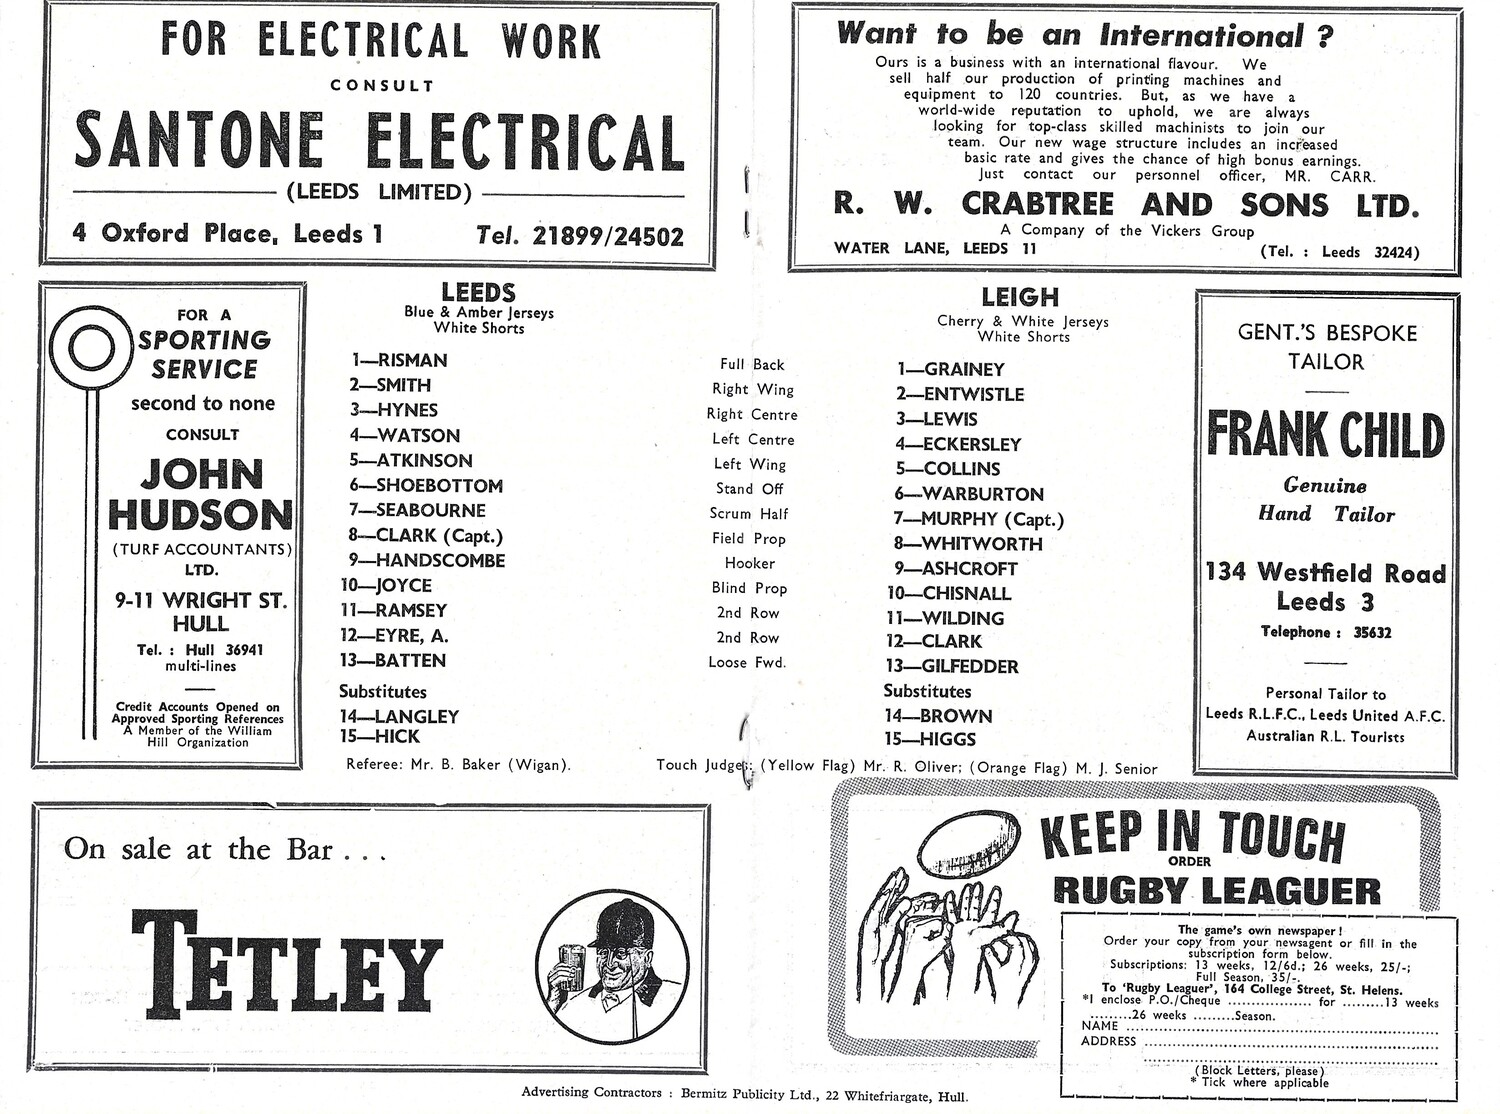 FOR ELECTRICAL WORK
CONSULT
SANTONE ELECTRICAL
(LEEDS LIMITED)
4 Oxford Place, Leeds 1 Tel. 21899/24502
Want to be an International ?
Ours is a business with an international flavour. We
sell half our production of printing machines and
equipment to 120 countries. But, as we have a
world-wide reputation to uphold, we are always
looking for top-class skilled machinists to join our
team. Our new wage structure includes an increased
basic rate and gives the chance of high bonus earnings.
Just contact our personnel officer, MR. CARR.
R. W. CRABTREE AND SONS LTD.
A Company of the Vickers Group
WATER LANE, LEEDS 11 (Tel. : Leeds 32424)
FOR A
SPORTING
SERVICE
second to none
CONSULT
JOHN
HUDSON
(TURF ACCOUNTANTS)
LTD.
9-11 WRIGHT ST.
HULL
Tel. : Hull 36941
multi-lines
Credit Accounts Opened on
Approved Sporting References
A Member of the William
Hill Organization
LEEDS
Blue & Amber Jerseys
White Shorts
1—RISMAN
2—SMITH
3—HYNES
4—WATSON
5—ATKINSON
6—SHOEBOTTOM
7—SEABOURNE
8—CLARK (Capt.)
9—HANDSCOMBE
10—JOYCE
11—RAMSEY
12—EYRE, A.
13—BATTEN
Substitutes
14—LANGLEY
15—HICK
Full Back
Right Wing
Right Centre
Left Centre
Left Wing
Stand Off
Scrum Half
Field Prop
Hooker
Blind Prop
2nd Row
2nd Row
Loose Fwd.
LEIGH
Cherry & White Jerseys
White Shorts
1—GRAINEY
2—ENTWISTLE
3—LEWIS
4—ECKERSLEY
5—COLLINS
6—WARBURTON
7—MURPHY (Capt.)
8—WHITWORTH
9—ASHCROFT
10—CHISNALL
11—WILDING
12—CLARK
13—GILFEDDER
Substitutes
14—BROWN
15—HIGGS
Referee: Mr. B. Baker (Wigan). Touch Judges: (Yellow Flag) Mr. R. Oliver; (Orange Flag) M. J. Senior
GENT.'S BESPOKE
TAILOR
FRANK CHILD
Genuine
Hand Tailor
134 Westfield Road
Leeds 3
Telephone : 35632
Personal Tailor to
Leeds R.L.F.C., Leeds United A.F.C.
Australian R.L. Tourists
On sale at the Bar . . .
TETLEY
KEEP IN TOUCH
ORDER
RUGBY LEAGUER
The game's own newspaper !
Order your copy from your newsagent or fill in the
subscription form below.
Subscriptions: 13 weeks, 12/6d.; 26 weeks, 25/-;
Full Season, 35/-.
To 'Rugby Leaguer', 164 College Street, St. Helens.
*I enclose P.O./Cheque .................. for .........13 weeks
.........26 weeks .........Season.
NAME ..................................................
ADDRESS ..................................................
..................................................
(Block Letters, please)
* Tick where applicable
Advertising Contractors : Bermitz Publicity Ltd., 22 Whitefriargate, Hull.